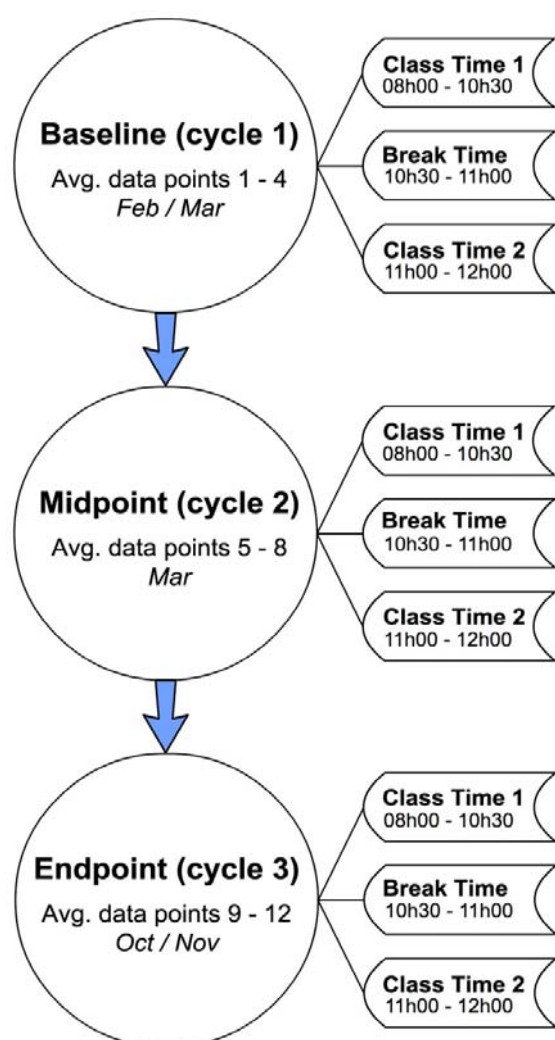 Baseline (cycle 1)
Avg. data points 1 - 4
Feb / Mar
Class Time 1
08h00 - 10h30
Break Time
10h30 - 11h00
Class Time 2
11h00 - 12h00
Midpoint (cycle 2)
Avg. data points 5 - 8
Mar
Class Time 1
08h00 - 10h30
Break Time
10h30 - 11h00
Class Time 2
11h00 - 12h00
Endpoint (cycle 3)
Avg. data points 9 - 12
Oct / Nov
Class Time 1
08h00 - 10h30
Break Time
10h30 - 11h00
Class Time 2
11h00 - 12h00